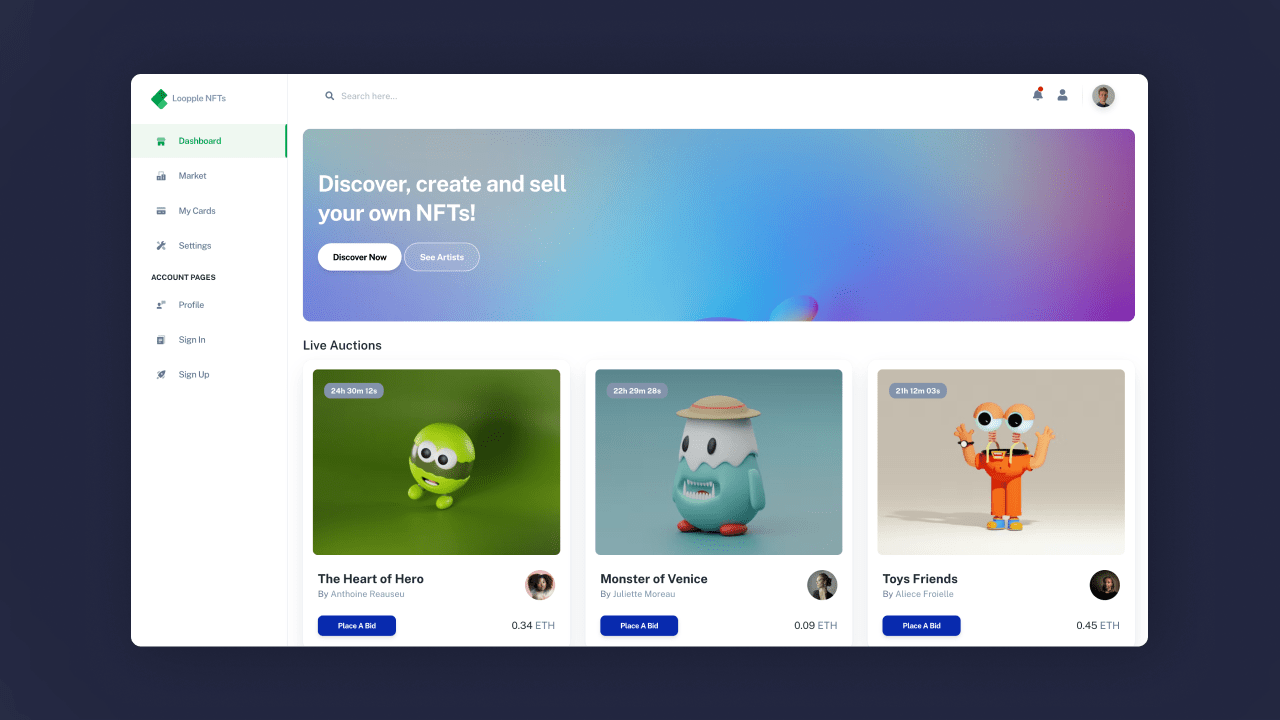 Loopple NFTs
Search here...
Dashboard
Market
My Cards
Settings
ACCOUNT PAGES
Profile
Sign In
Sign Up
Discover, create and sell
your own NFTs!
Discover Now
See Artists
Live Auctions
24h 30m 12s
The Heart of Hero
By Anthoine Reauseu
Place A Bid
0.34 ETH
22h 29m 28s
Monster of Venice
By Juliette Moreau
Place A Bid
0.09 ETH
21h 12m 03s
Toys Friends
By Aliece Froielle
Place A Bid
0.45 ETH